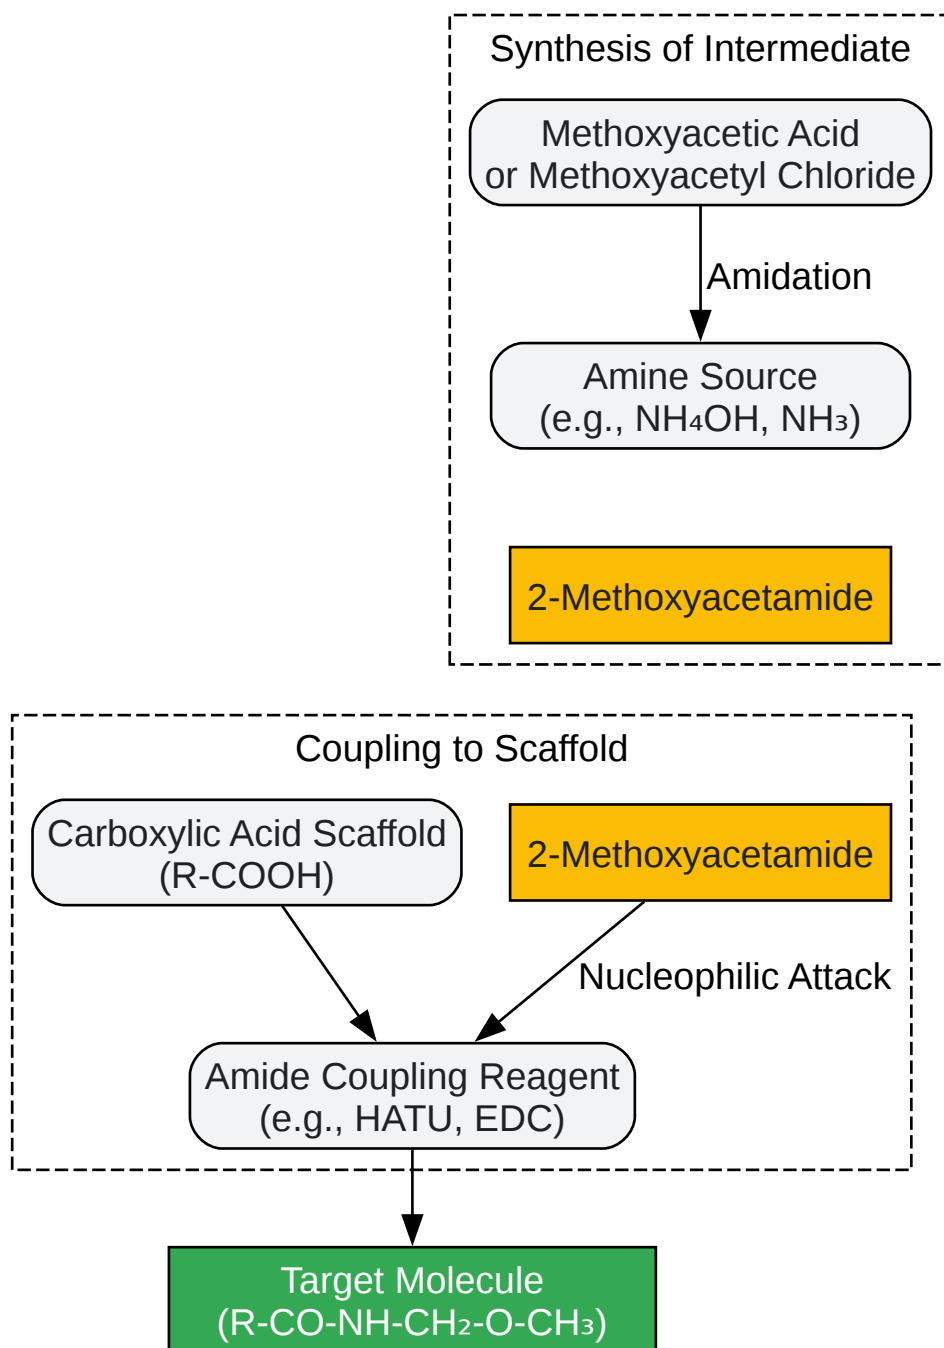 Synthesis of Intermediate
Methoxyacetic Acid
or Methoxyacetyl Chloride
Amidation
Amine Source
(e.g., NH₄OH, NH₃)
2-Methoxyacetamide
Coupling to Scaffold
Carboxylic Acid Scaffold
(R-COOH)
2-Methoxyacetamide
Nucleophilic Attack
Amide Coupling Reagent
(e.g., HATU, EDC)
Target Molecule
(R-CO-NH-CH₂-O-CH₃)